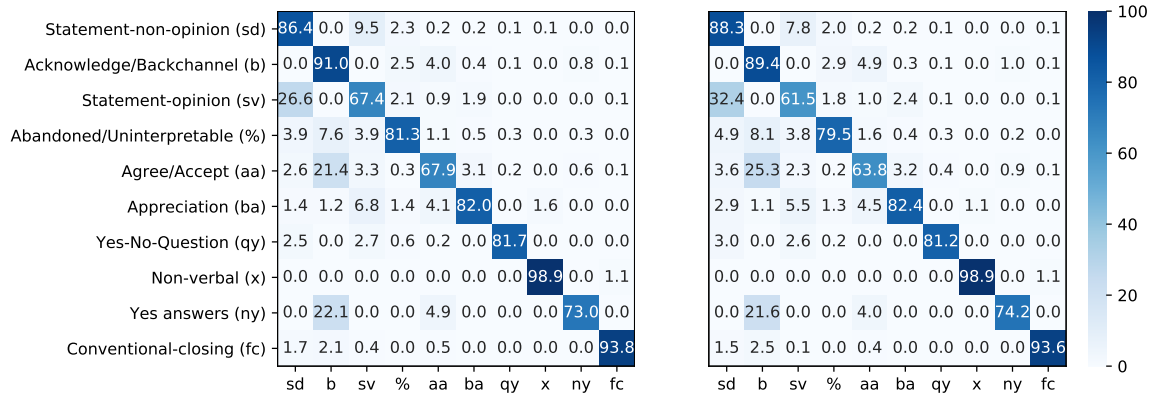 Statement-non-opinion (sd) 86.4 0.0 9.5 2.3 0.2 0.2 0.1 0.1 0.0 0.0 88.3 0.0 7.8 2.0 0.2 0.2 0.1 0.0 0.0 0.1 100
Acknowledge/Backchannel (b) 0.0 91.0 0.0 2.5 4.0 0.4 0.1 0.0 0.8 0.1 0.0 89.4 0.0 2.9 4.9 0.3 0.1 0.0 1.0 0.1
80
Statement-opinion (sv) 26.6 0.0 67.4 2.1 0.9 1.9 0.0 0.0 0.0 0.1 32.4 0.0 61.5 1.8 1.0 2.4 0.1 0.0 0.0 0.1
Abandoned/Uninterpretable (%) 3.9 7.6 3.9 81.3 1.1 0.5 0.3 0.0 0.3 0.0 4.9 8.1 3.8 79.5 1.6 0.4 0.3 0.0 0.2 0.0
60
Agree/Accept (aa) 2.6 21.4 3.3 0.3 67.9 3.1 0.2 0.0 0.6 0.1 3.6 25.3 2.3 0.2 63.8 3.2 0.4 0.0 0.9 0.1
Appreciation (ba) 1.4 1.2 6.8 1.4 4.1 82.0 0.0 1.6 0.0 0.0 2.9 1.1 5.5 1.3 4.5 82.4 0.0 1.1 0.0 0.0
40
Yes-No-Question (qy) 2.5 0.0 2.7 0.6 0.2 0.0 81.7 0.0 0.0 0.0 3.0 0.0 2.6 0.2 0.0 0.0 81.2 0.0 0.0 0.0
Non-verbal (x) 0.0 0.0 0.0 0.0 0.0 0.0 0.0 98.9 0.0 1.1 0.0 0.0 0.0 0.0 0.0 0.0 0.0 98.9 0.0 1.1
20
Yes answers (ny) 0.0 22.1 0.0 0.0 4.9 0.0 0.0 0.0 73.0 0.0 0.0 21.6 0.0 0.0 4.0 0.0 0.0 0.0 74.2 0.0
Conventional-closing (fc) 1.7 2.1 0.4 0.0 0.5 0.0 0.0 0.0 0.0 93.8 1.5 2.5 0.1 0.0 0.4 0.0 0.0 0.0 0.0 93.6
0
sd b sv % aa ba qy x ny fc sd b sv % aa ba qy x ny fc